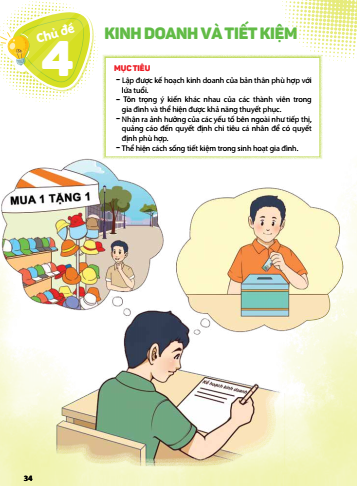 Chủ đề
4
KINH DOANH VÀ TIẾT KIỆM
MỤC TIÊU
– Lập được kế hoạch kinh doanh của bản thân phù hợp với
lứa tuổi.
– Tôn trọng ý kiến khác nhau của các thành viên trong
gia đình và thể hiện được khả năng thuyết phục.
– Nhận ra ảnh hưởng của các yếu tố bên ngoài như tiếp thị,
quảng cáo đến quyết định chi tiêu cá nhân để có quyết
định phù hợp.
– Thể hiện cách sống tiết kiệm trong sinh hoạt gia đình.
MUA 1 TẶNG 1
Kế hoạch kinh doanh
34